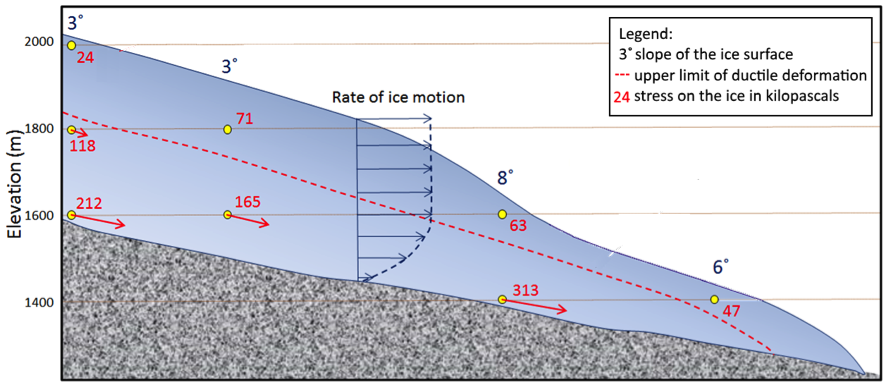 3°
2000
24
3°
Rate of ice motion
Legend:
3° slope of the ice surface
upper limit of ductile deformation
24 stress on the ice in kilopascals
1800
118
71
8°
Elevation (m)
212
165
1600
63
6°
313
1400
47